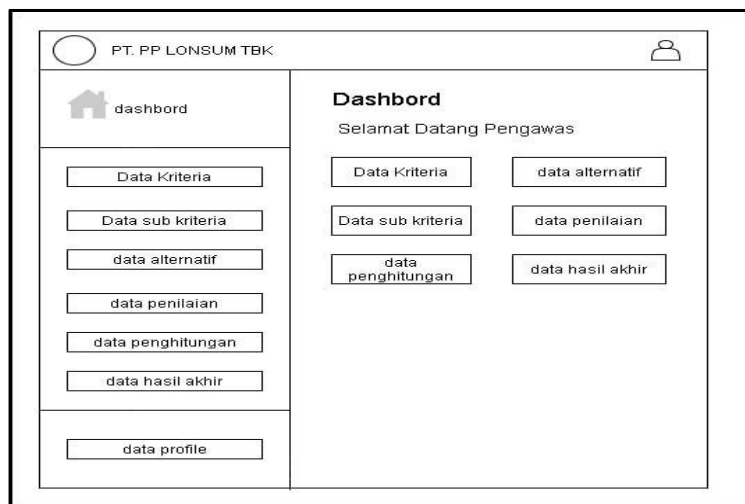 PT. PP LONSUM TBK
dashbord
Data Kriteria
Data sub kriteria
data alternatif
data penilaian
data penghitungan
data hasil akhir
data profile
Dashbord
Selamat Datang Pengawas
Data Kriteria
data alternatif
Data sub kriteria
data penilaian
data
penghitungan
data hasil akhir